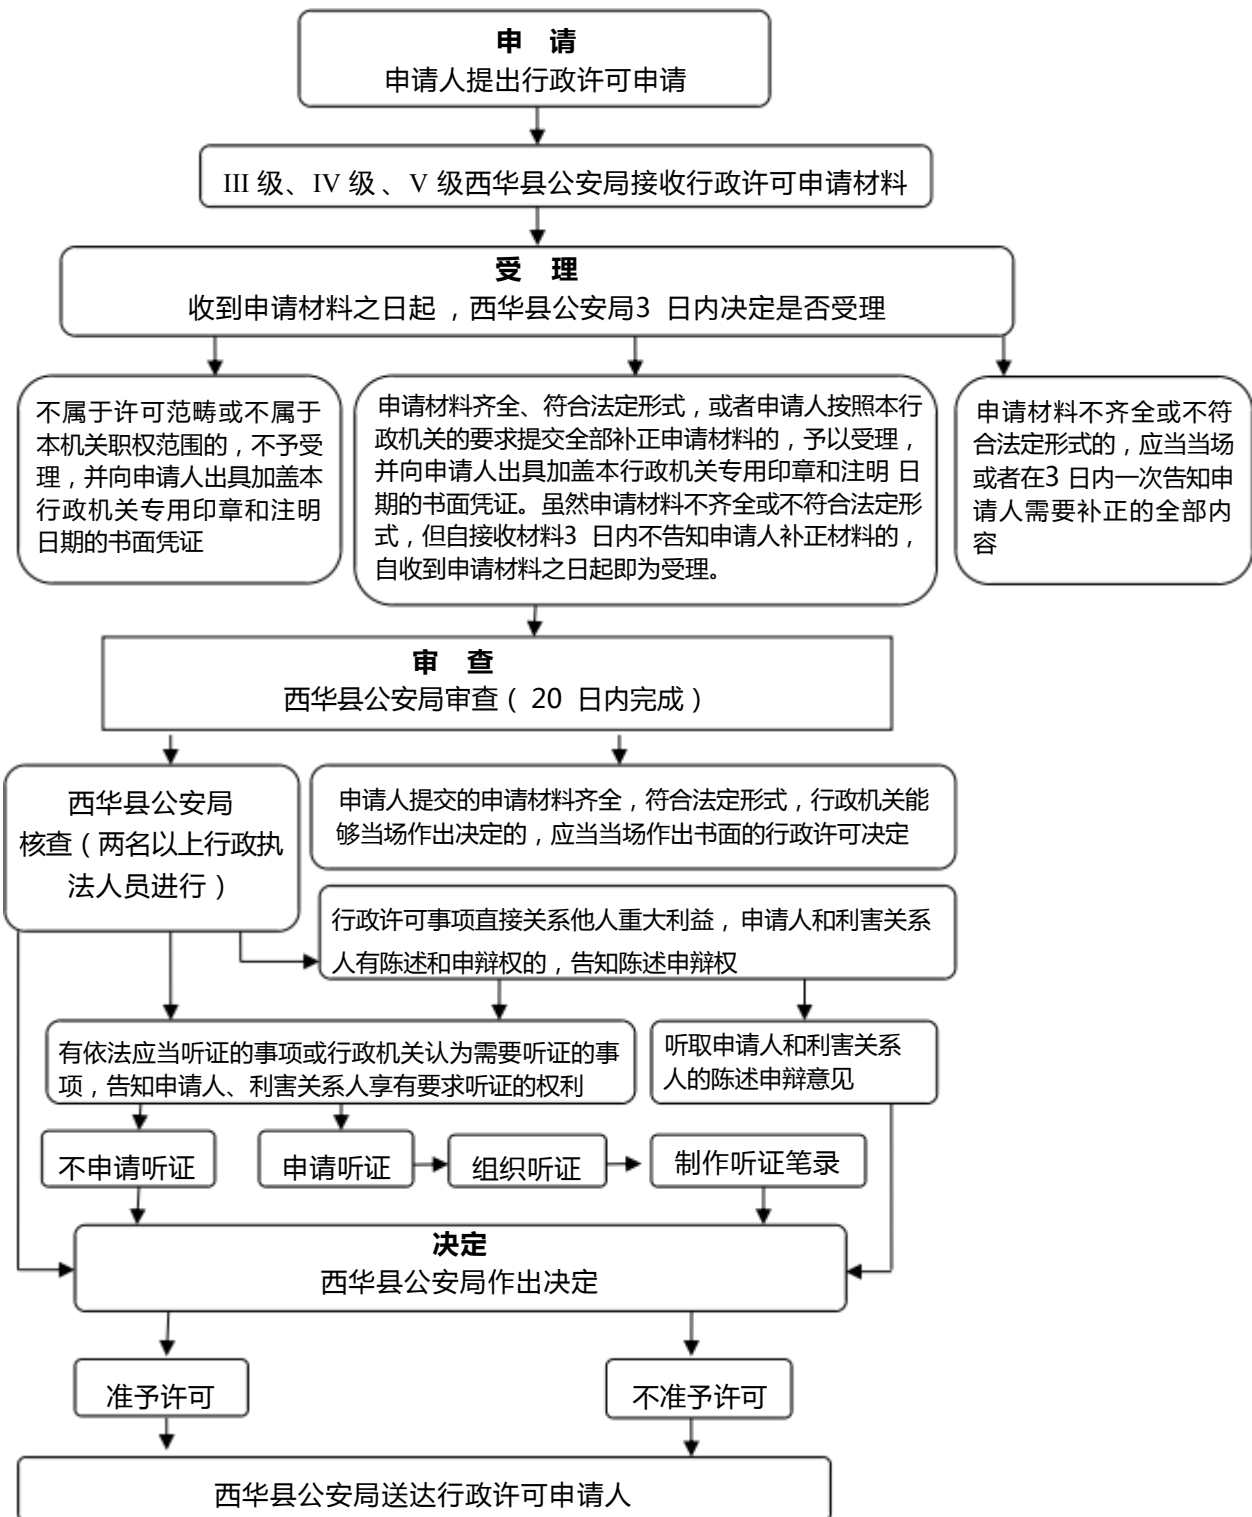 申 请
申请人提出行政许可申请
III 级、IV 级 、V 级西华县公安局接收行政许可申请材料
受 理
收到申请材料之日起 ，西华县公安局3 日内决定是否受理
不属于许可范畴或不属于
本机关职权范围的，不予受
理，并向申请人出具加盖本
行政机关专用印章和注明
日期的书面凭证
申请材料齐全、符合法定形式，或者申请人按照本行
政机关的要求提交全部补正申请材料的，予以受理，
并向申请人出具加盖本行政机关专用印章和注明 日
期的书面凭证。虽然申请材料不齐全或不符合法定形
式，但自接收材料3 日内不告知申请人补正材料的，
自收到申请材料之日起即为受理。
申请材料不齐全或不符
合法定形式的，应当当场
或者在3 日内一次告知申
请人需要补正的全部内
容
审 查
西华县公安局审查（ 20 日内完成）
西华县公安局
核查（两名以上行政执
法人员进行）
申请人提交的申请材料齐全，符合法定形式，行政机关能
够当场作出决定的，应当当场作出书面的行政许可决定
行政许可事项直接关系他人重大利益， 申请人和利害关系
人有陈述和申辩权的，告知陈述申辩权
有依法应当听证的事项或行政机关认为需要听证的事
项，告知申请人、利害关系人享有要求听证的权利
听取申请人和利害关系
人的陈述申辩意见
不申请听证
申请听证
组织听证
制作听证笔录
决定
西华县公安局作出决定
准予许可
不准予许可
西华县公安局送达行政许可申请人